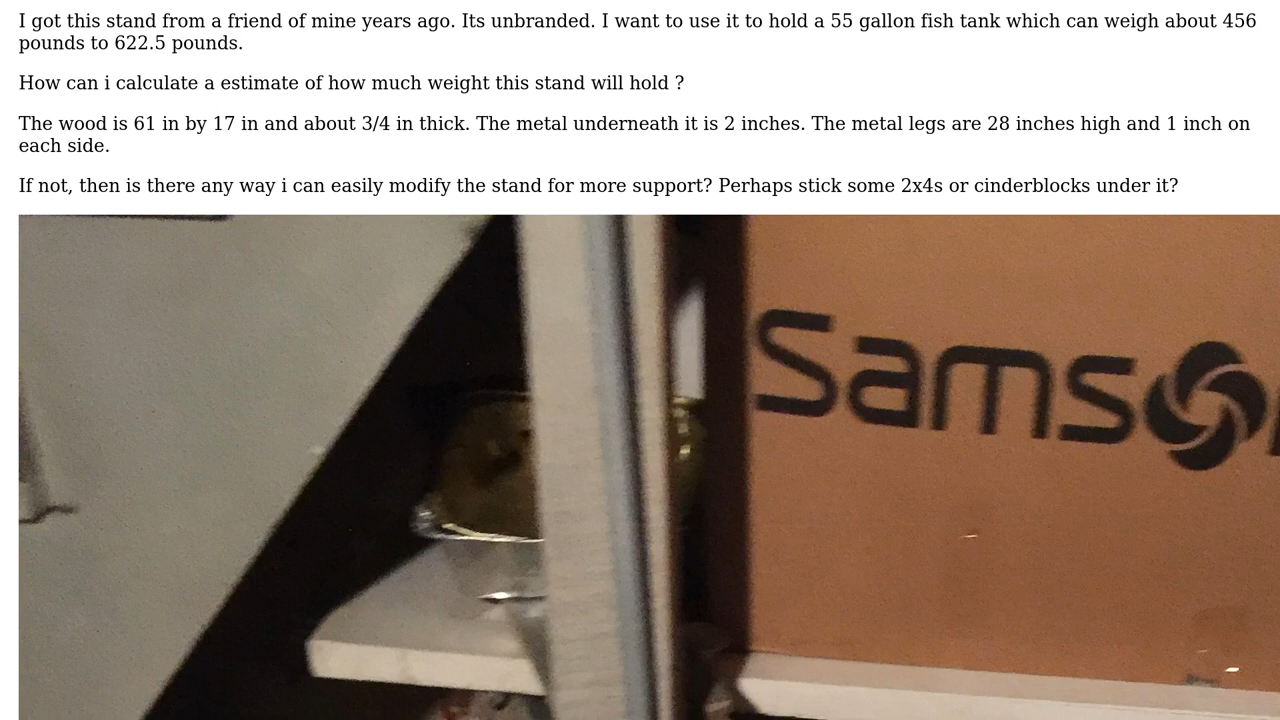 I got this stand from a friend of mine years ago. Its unbranded. I want to use it to hold a 55 gallon fish tank which can weigh about 456
pounds to 622.5 pounds.
How can i calculate a estimate of how much weight this stand will hold ?
The wood is 61 in by 17 in and about 3/4 in thick. The metal underneath it is 2 inches. The metal legs are 28 inches high and 1 inch on
each side.
If not, then is there any way i can easily modify the stand for more support? Perhaps stick some 2x4s or cinderblocks under it?
Samso